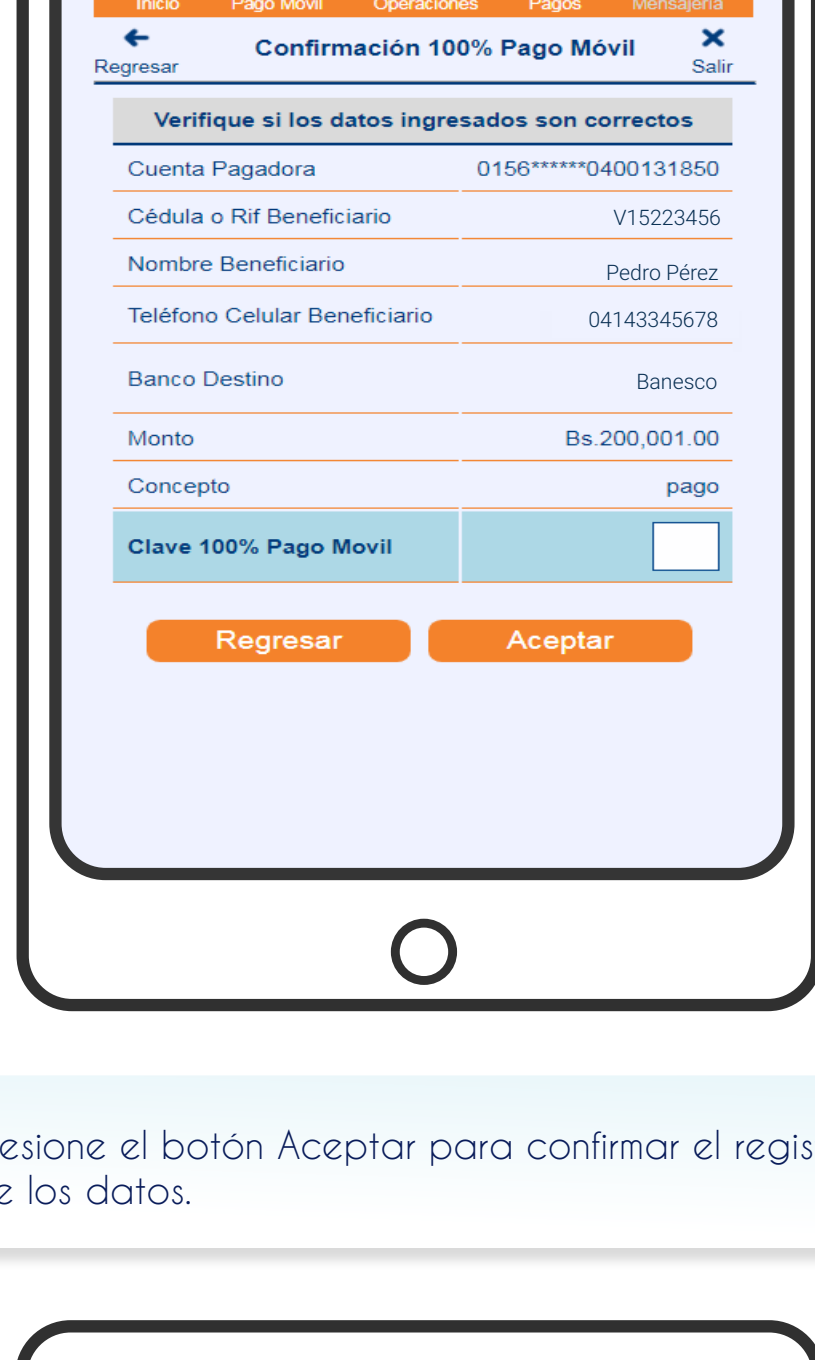 Inicio Pago Móvil Operaciones Pagos Mensajería
Regresar Confirmación 100% Pago Móvil Salir
Verifique si los datos ingresados son correctos
Cuenta Pagadora 0156******0400131850
Cédula o Rif Beneficiario V15223456
Nombre Beneficiario Pedro Pérez
Teléfono Celular Beneficiario 04143345678
Banco Destino Banesco
Monto Bs.200,001.00
Concepto pago
Clave 100% Pago Movil
Regresar Aceptar
esione el botón Aceptar para confirmar el regis
e los datos.